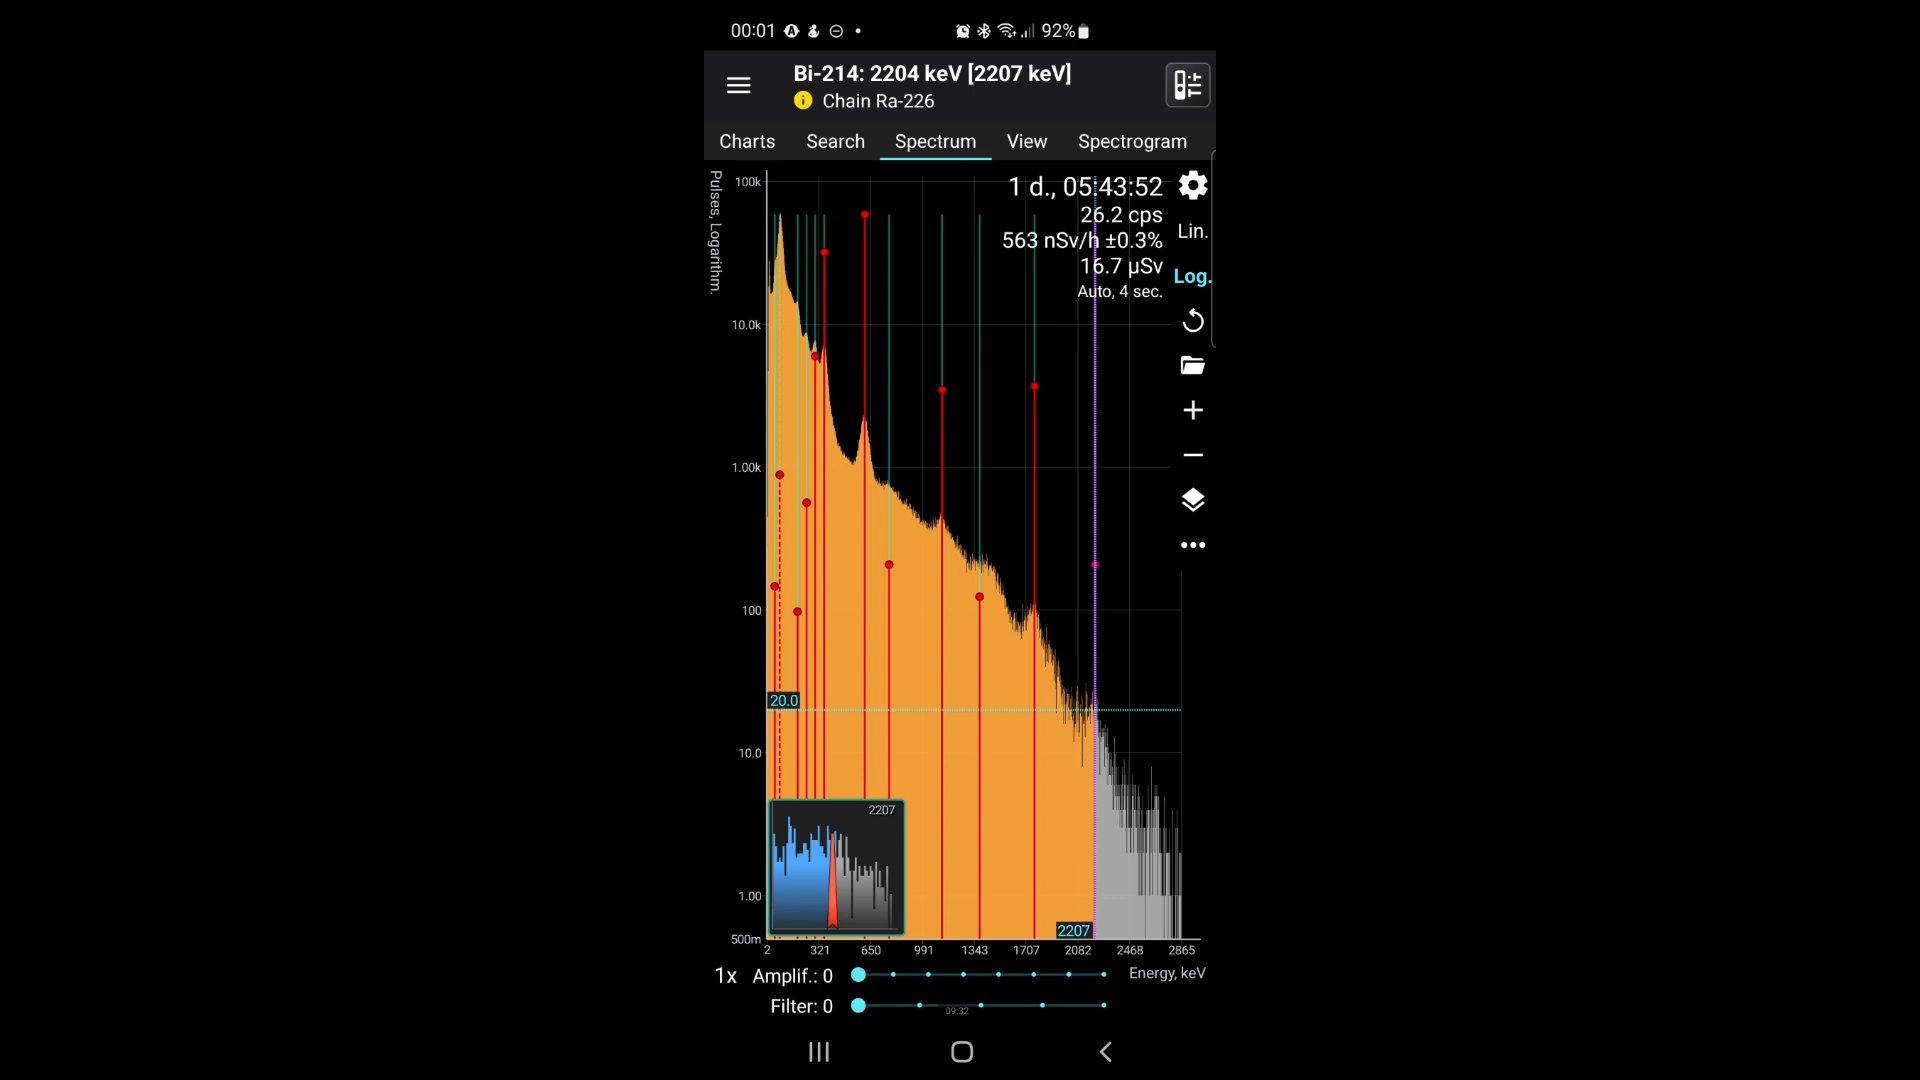 00:01
92%
Bi-214: 2204 keV [2207 keV]
Chain Ra-226
Charts Search Spectrum View Spectrogram
Pulses, Logarithm.
100k
10.0k
1.00k
100
10.0
1.00
500m
1 d., 05:43:52
26.2 cps
563 nSv/h ±0.3%
16.7 µSv
Auto, 4 sec.
Lin.
Log.
20.0
2207
2207
2 321 650 991 1343 1707 2082 2468 2865
Energy, keV
1x Amplif.: 0
Filter: 0
09:32